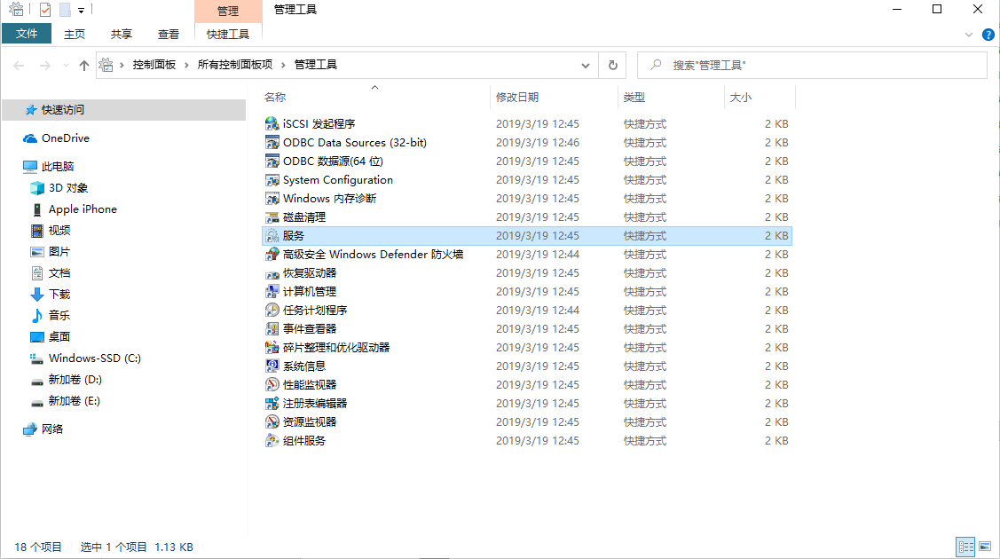 管理
管理工具
文件
主页
共享
查看
快捷工具
控制面板
所有控制面板项
管理工具
搜索"管理工具"
名称
修改日期
类型
大小
快速访问
OneDrive
此电脑
3D 对象
Apple iPhone
视频
图片
文档
下载
音乐
桌面
Windows-SSD (C:)
新加卷 (D:)
新加卷 (E:)
网络
iSCSI 发起程序 2019/3/19 12:45 快捷方式 2 KB
ODBC Data Sources (32-bit) 2019/3/19 12:46 快捷方式 2 KB
ODBC 数据源(64 位) 2019/3/19 12:45 快捷方式 2 KB
System Configuration 2019/3/19 12:45 快捷方式 2 KB
Windows 内存诊断 2019/3/19 12:45 快捷方式 2 KB
磁盘清理 2019/3/19 12:45 快捷方式 2 KB
服务 2019/3/19 12:45 快捷方式 2 KB
高级安全 Windows Defender 防火墙 2019/3/19 12:44 快捷方式 2 KB
恢复驱动器 2019/3/19 12:45 快捷方式 2 KB
计算机管理 2019/3/19 12:45 快捷方式 2 KB
任务计划程序 2019/3/19 12:44 快捷方式 2 KB
事件查看器 2019/3/19 12:45 快捷方式 2 KB
碎片整理和优化驱动器 2019/3/19 12:45 快捷方式 2 KB
系统信息 2019/3/19 12:45 快捷方式 2 KB
性能监视器 2019/3/19 12:45 快捷方式 2 KB
注册表编辑器 2019/3/19 12:45 快捷方式 2 KB
资源监视器 2019/3/19 12:45 快捷方式 2 KB
组件服务 2019/3/19 12:45 快捷方式 2 KB
18 个项目
选中 1 个项目 1.13 KB